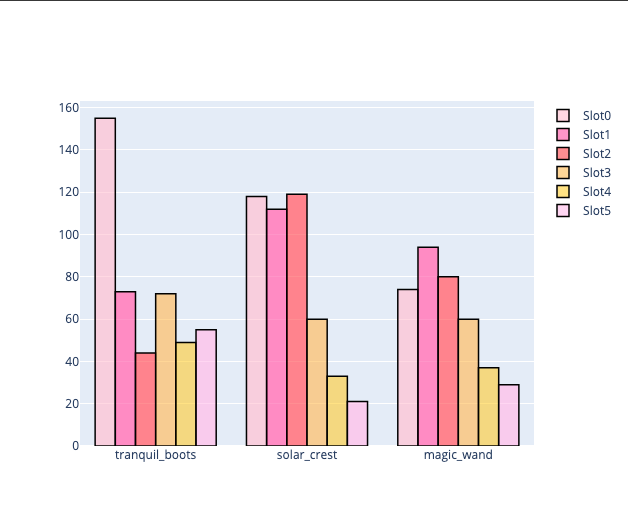 160
140
120
100
80
60
40
20
0
tranquil_boots
solar_crest
magic_wand
Slot0
Slot1
Slot2
Slot3
Slot4
Slot5